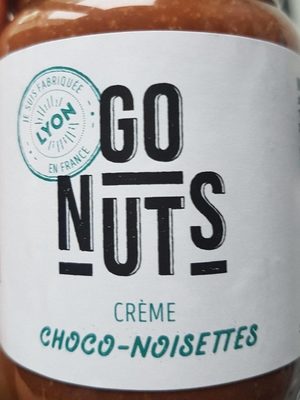 JE SUIS FABRIQUÉE
LYON
EN FRANCE
GO
NUTS
CRÈME
CHOCO-NOISETTES